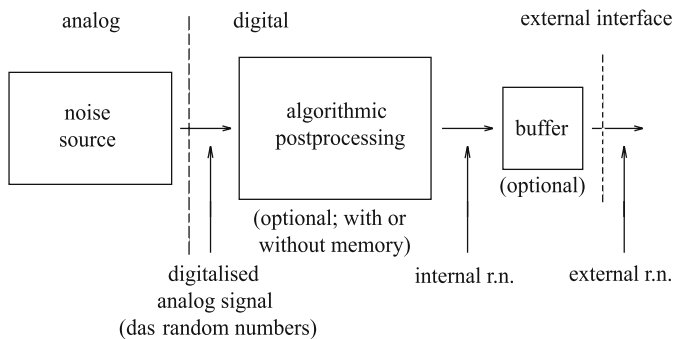 analog
digital
external interface
noise
source
algorithmic
postprocessing
buffer
(optional)
(optional; with or
without memory)
digitalised
analog signal
(das random numbers)
internal r.n.
external r.n.